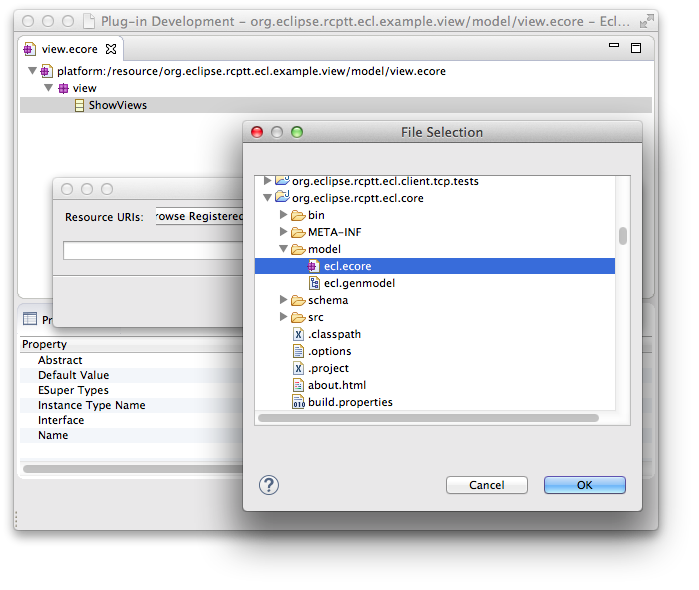 Plug-in Development - org.eclipse.rcptt.ecl.example.view/model/view.ecore - Ecl...
view.ecore
platform:/resource/org.eclipse.rcptt.ecl.example.view/model/view.ecore
view
ShowViews
File Selection
org.eclipse.rcptt.ecl.client.tcp.tests
org.eclipse.rcptt.ecl.core
bin
META-INF
model
ecl.ecore
ecl.genmodel
schema
src
.classpath
.options
.project
about.html
build.properties
?
Cancel
OK
Resource URIs:
rowse Registered
Pr
Property
Abstract
Default Value
ESuper Types
Instance Type Name
Interface
Name